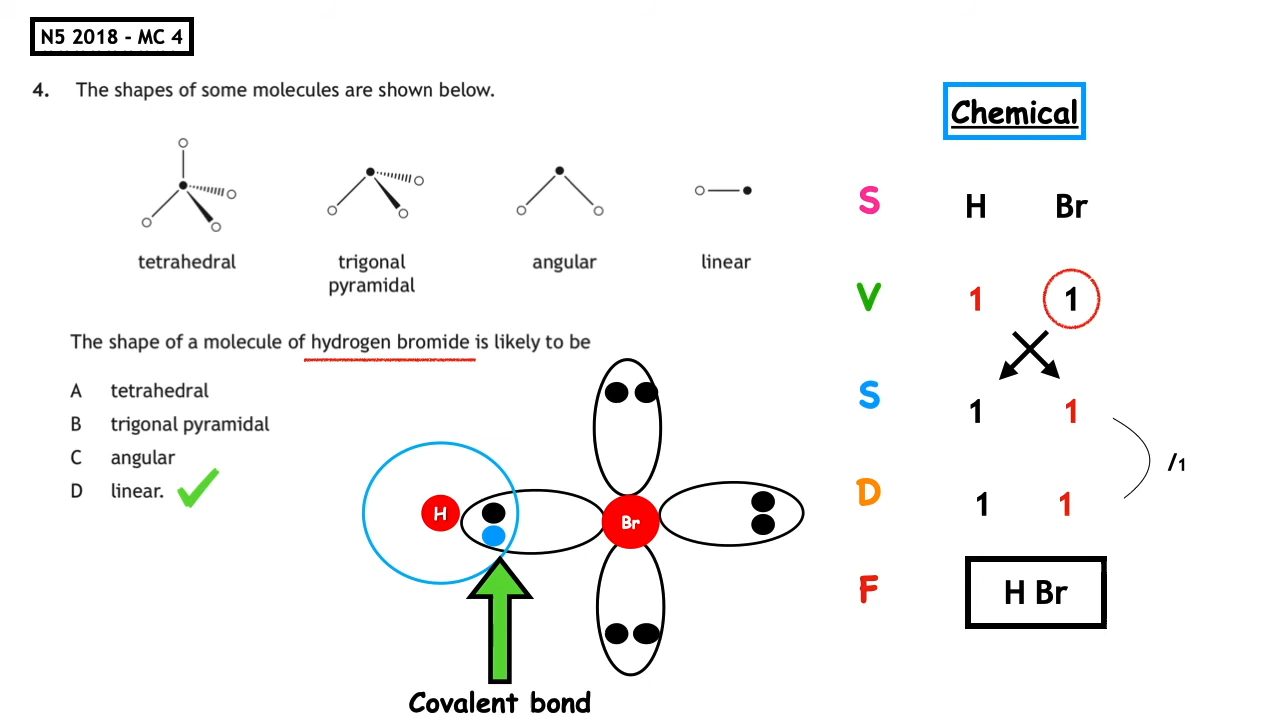 N5 2018 - MC 4
4. The shapes of some molecules are shown below.
tetrahedral
trigonal
pyramidal
angular
linear
The shape of a molecule of hydrogen bromide is likely to be
A tetrahedral
B trigonal pyramidal
C angular
D linear.
H
Br
Covalent bond
Chemical
S H Br
V 1 1
S 1 1
/1
D 1 1
F H Br